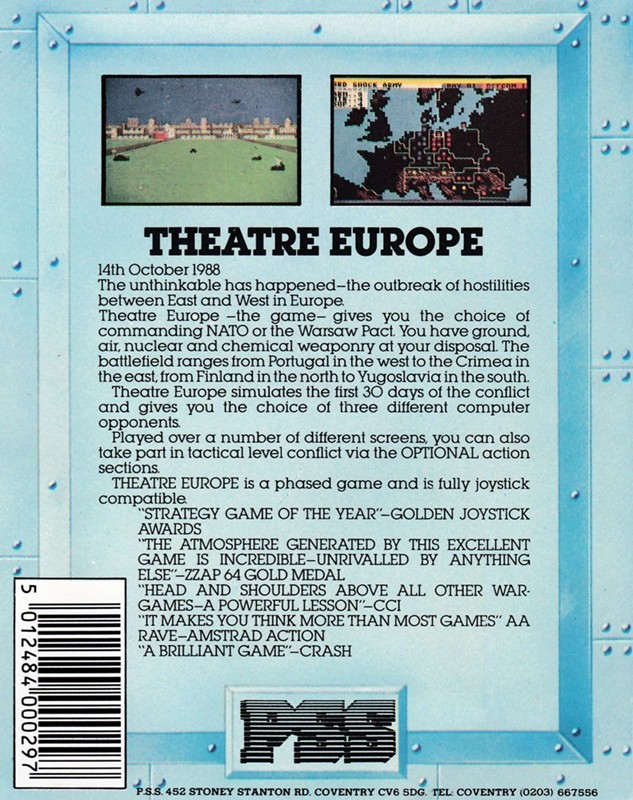 RD SHOCK ARMY DAY 01 DEFCON
THEATRE EUROPE
14th October 1988
The unthinkable has happened–the outbreak of hostilities
between East and West in Europe.
Theatre Europe –the game– gives you the choice of
commanding NATO or the Warsaw Pact. You have ground,
air, nuclear and chemical weaponry at your disposal. The
battlefield ranges from Portugal in the west to the Crimea in
the east, from Finland in the north to Yugoslavia in the south.
Theatre Europe simulates the first 30 days of the conflict
and gives you the choice of three different computer
opponents.
Played over a number of different screens, you can also
take part in tactical level conflict via the OPTIONAL action
sections.
THEATRE EUROPE is a phased game and is fully joystick
compatible.
"STRATEGY GAME OF THE YEAR"–GOLDEN JOYSTICK
AWARDS
"THE ATMOSPHERE GENERATED BY THIS EXCELLENT
GAME IS INCREDIBLE–UNRIVALLED BY ANYTHING
ELSE"–ZZAP 64 GOLD MEDAL
"HEAD AND SHOULDERS ABOVE ALL OTHER WAR-
GAMES–A POWERFUL LESSON"–CCI
"IT MAKES YOU THINK MORE THAN MOST GAMES" AA
RAVE–AMSTRAD ACTION
"A BRILLIANT GAME"–CRASH
5 012484 000297
PSS
P.S.S. 452 STONEY STANTON RD. COVENTRY CV6 5DG. TEL: COVENTRY (0203) 667556